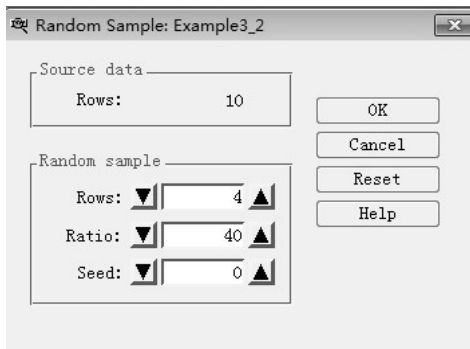 Random Sample: Example3_2
Source data
Rows: 10
OK
Cancel
Random sample
Reset
Rows: 4
Help
Ratio: 40
Seed: 0